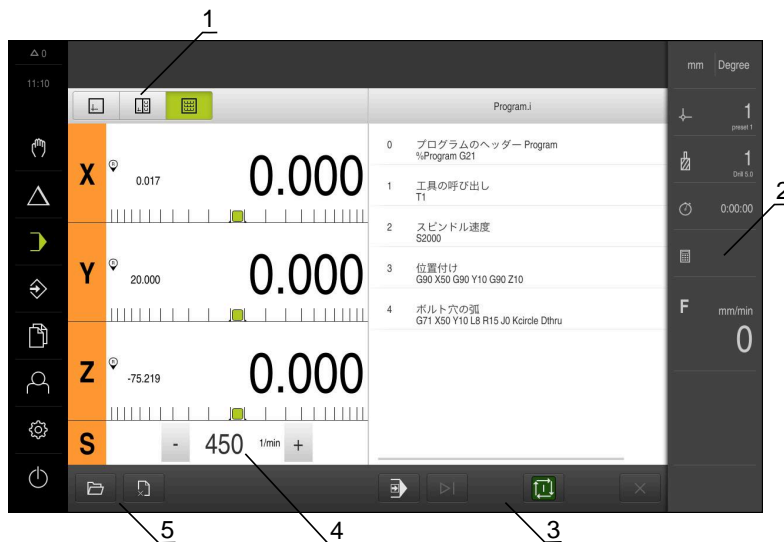 1
△ 0
11:10
mm Degree
Program.i
1
preset 1
1
Drill 5.0
2
0:00:00
F mm/min
0
X R 0.017 0.000
Y R 20.000 0.000
Z R -75.219 0.000
S - 450 1/min +
0 プログラムのヘッダー Program
%Program G21
1 工具の呼び出し
T1
2 スピンドル速度
S2000
3 位置付け
G90 X50 G90 Y10 G90 Z10
4 ボルト穴の弧
G71 X50 Y10 L8 R15 J0 Kcircle Dthru
5
4
3